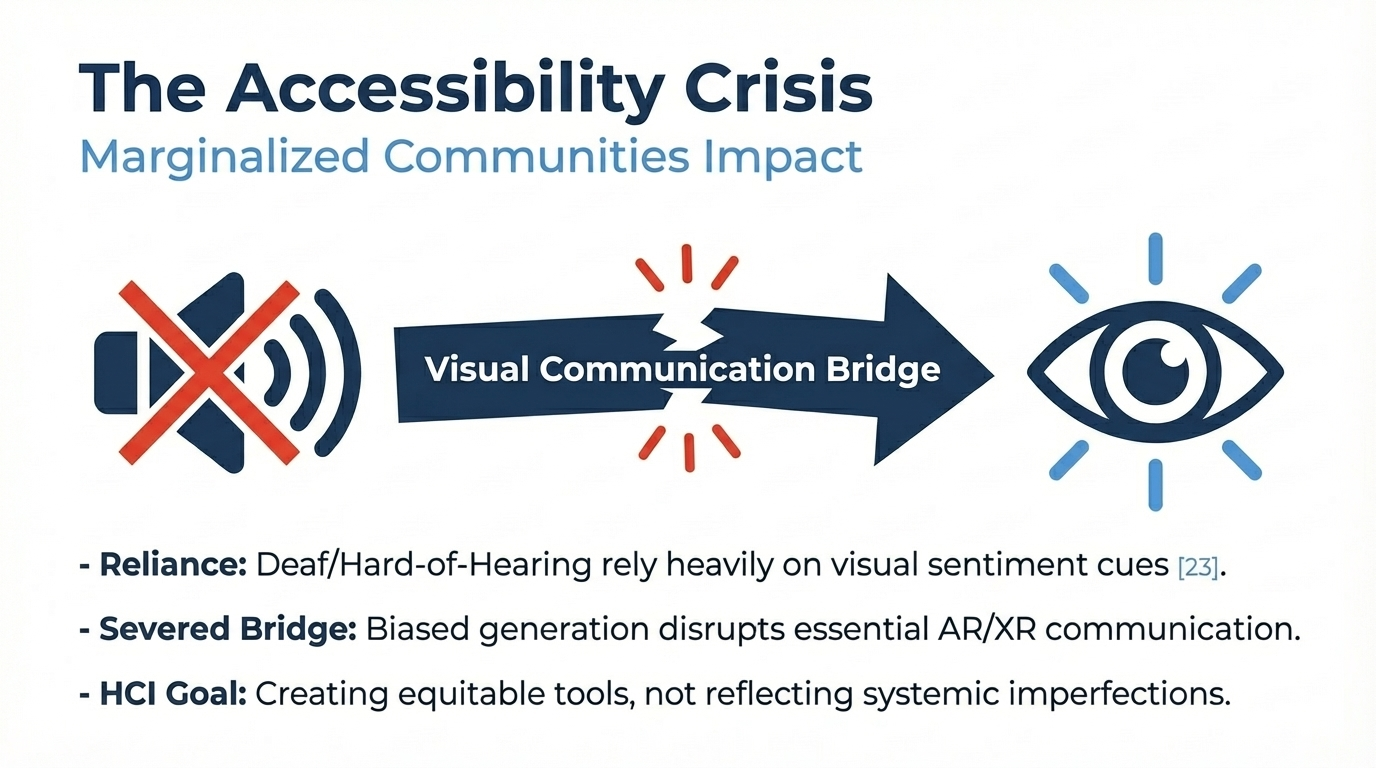 The Accessibility Crisis
Marginalized Communities Impact
Visual Communication Bridge
- Reliance: Deaf/Hard-of-Hearing rely heavily on visual sentiment cues [23].
- Severed Bridge: Biased generation disrupts essential AR/XR communication.
- HCI Goal: Creating equitable tools, not reflecting systemic imperfections.